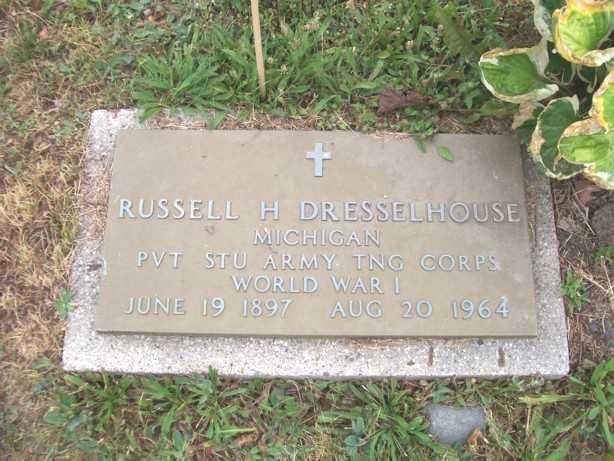 RUSSELL H DRESSELHOUSE
MICHIGAN
PVT STU ARMY TNG CORPS
WORLD WAR I
JUNE 19 1897 AUG 20 1964